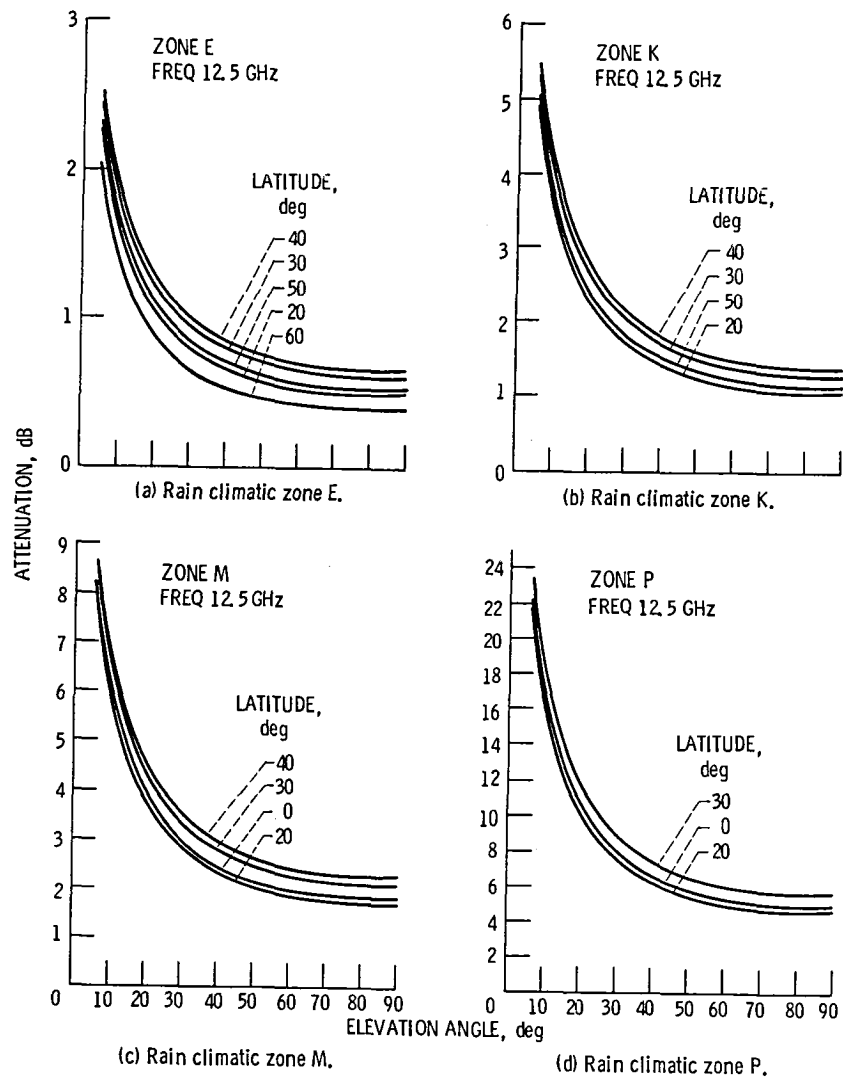 3
2
1
0
ZONE E
FREQ 12.5 GHz
LATITUDE,
deg
40
30
50
20
60
(a) Rain climatic zone E.
6
5
4
3
2
1
0
ZONE K
FREQ 12.5 GHz
LATITUDE,
deg
40
30
50
20
(b) Rain climatic zone K.
ATTENUATION, dB
9
8
7
6
5
4
3
2
1
0
ZONE M
FREQ 12.5 GHz
LATITUDE,
deg
40
30
0
20
10 20 30 40 50 60 70 80 90
(c) Rain climatic zone M.
24
22
20
18
16
14
12
10
8
6
4
2
0
ZONE P
FREQ 12.5 GHz
LATITUDE,
deg
30
0
20
10 20 30 40 50 60 70 80 90
ELEVATION ANGLE, deg
(d) Rain climatic zone P.